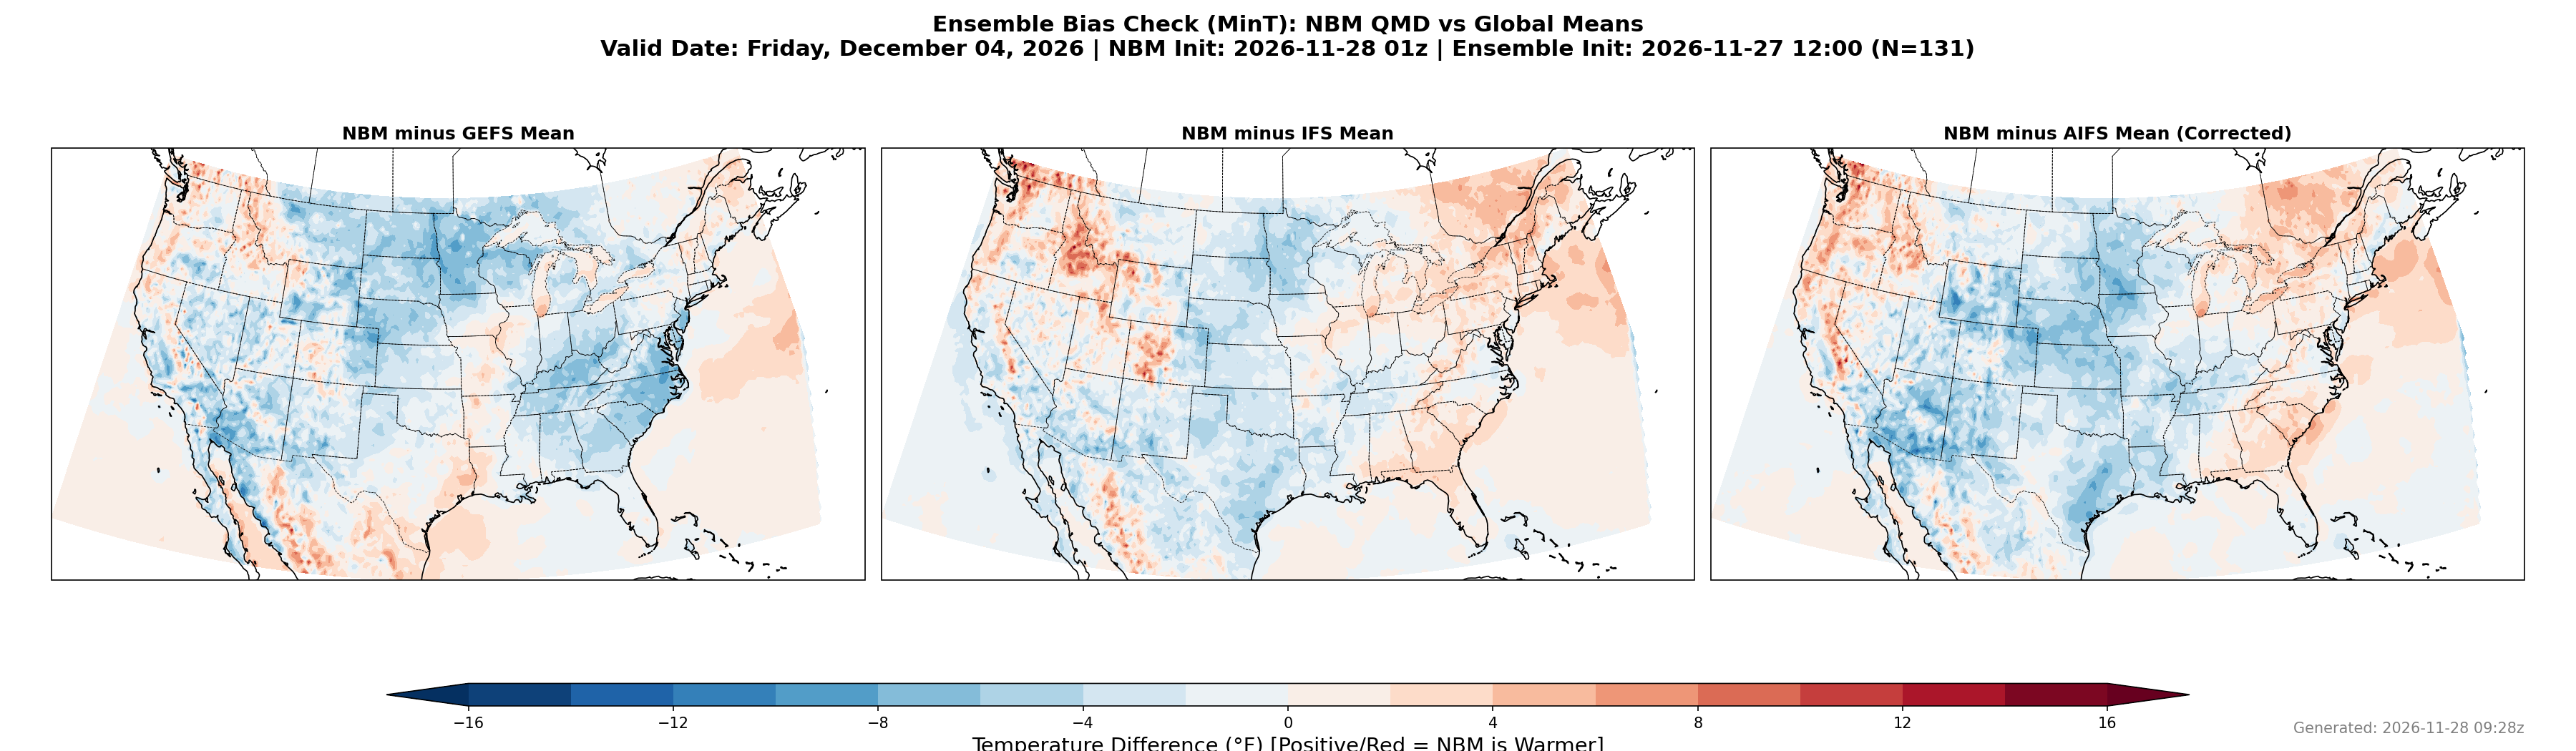 Ensemble Bias Check (MinT): NBM QMD vs Global Means
Valid Date: Friday, December 04, 2026 | NBM Init: 2026-11-28 01z | Ensemble Init: 2026-11-27 12:00 (N=131)
NBM minus GEFS Mean
NBM minus IFS Mean
NBM minus AIFS Mean (Corrected)
−16 −12 −8 −4 0 4 8 12 16
Generated: 2026-11-28 09:28z
Temperature Difference (°F) [Positive/Red = NBM is Warmer]